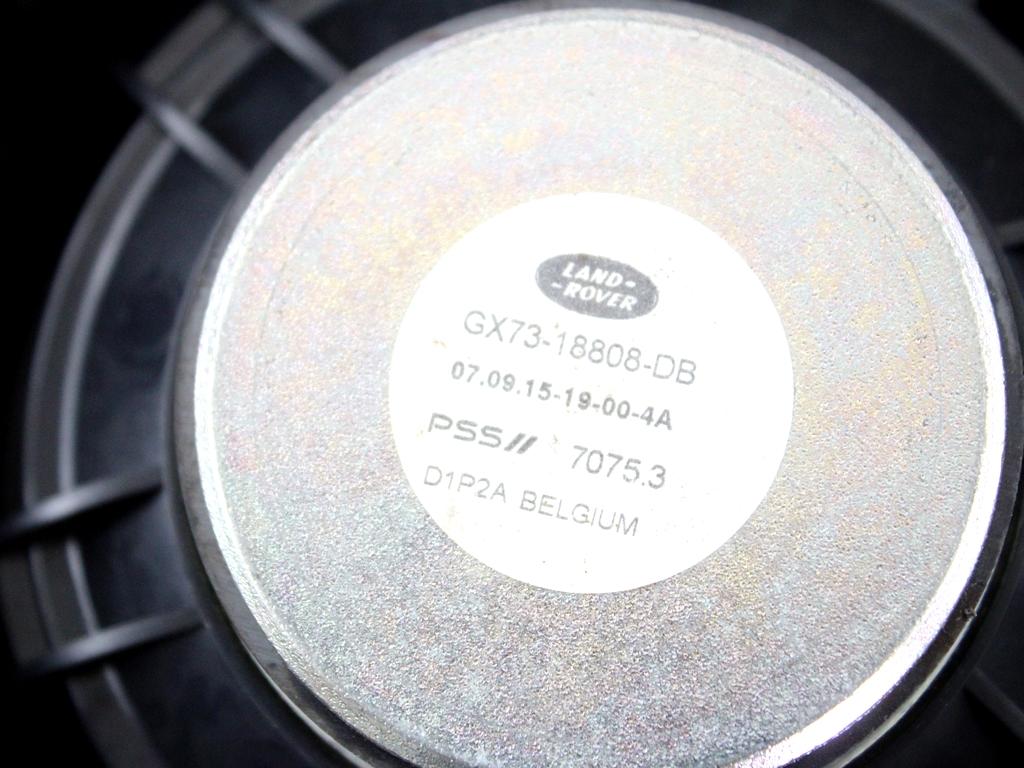 LAND-
-ROVER
GX73-18808-DB
07.09.15-19-00-4A
PSS// 7075.3
D1P2A BELGIUM